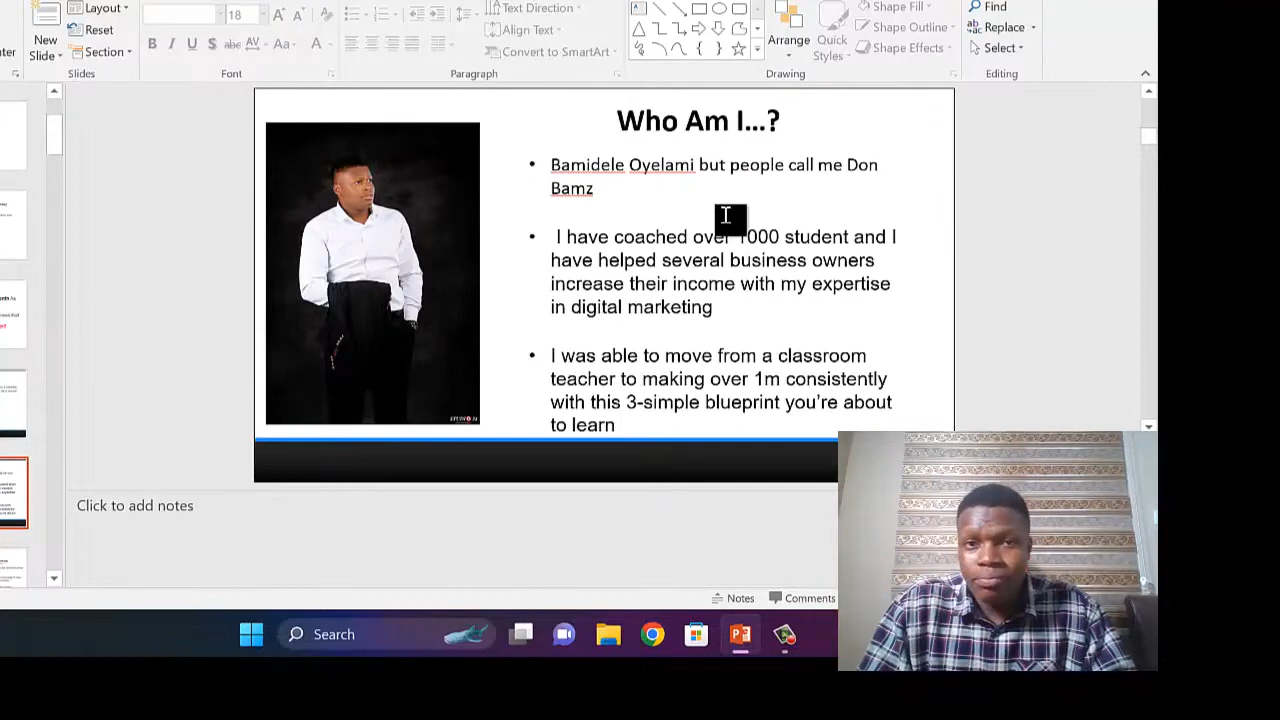 Layout
18
Text Direction
Shape Fill
Find
New
Slide
Reset
B I U S abc AV Aa A
Align Text
Arrange
Quick
Styles
Shape Outline
Replace
Section
Convert to SmartArt
Shape Effects
Select
Slides
Font
Paragraph
Drawing
Editing
Who Am I...?
• Bamidele Oyelami but people call me Don
Bamz
• I have coached over 1000 student and I
have helped several business owners
increase their income with my expertise
in digital marketing
• I was able to move from a classroom
teacher to making over 1m consistently
with this 3-simple blueprint you're about
to learn
Click to add notes
Notes
Comments
Search